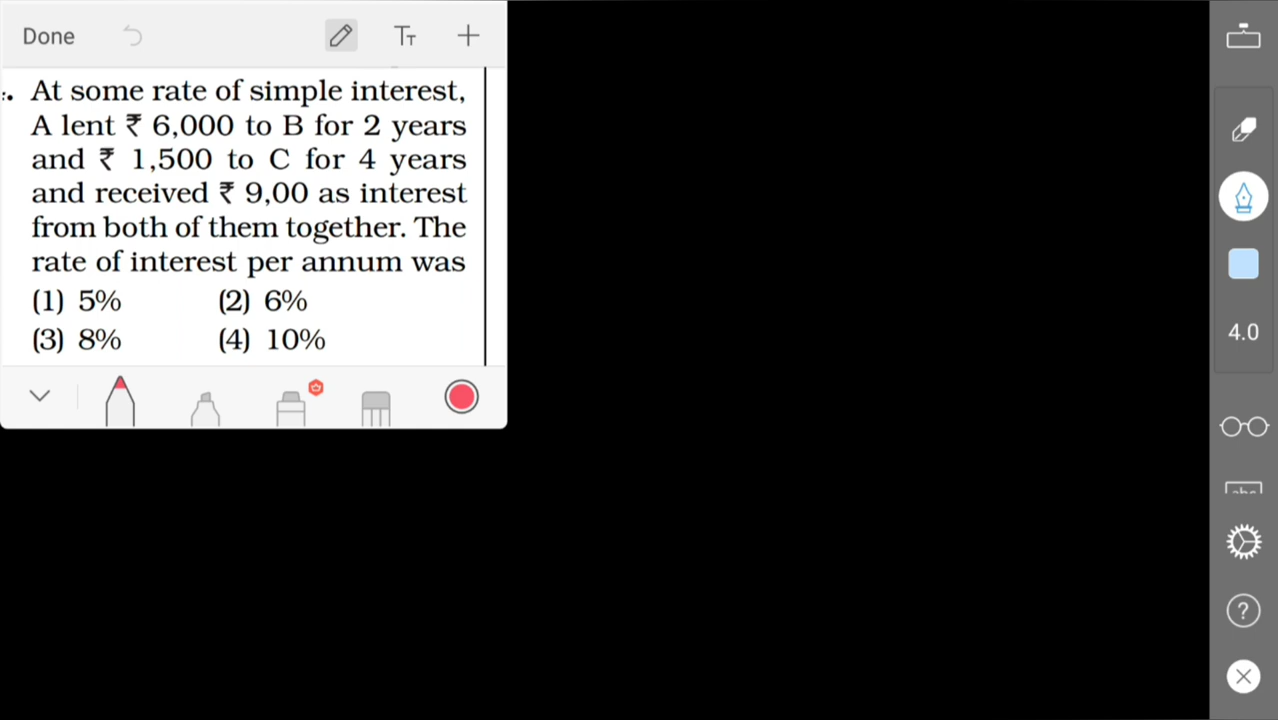 Done
TT
. At some rate of simple interest,
A lent ₹ 6,000 to B for 2 years
and ₹ 1,500 to C for 4 years
and received ₹ 9,00 as interest
from both of them together. The
rate of interest per annum was
(1) 5% (2) 6%
(3) 8% (4) 10%
4.0
?